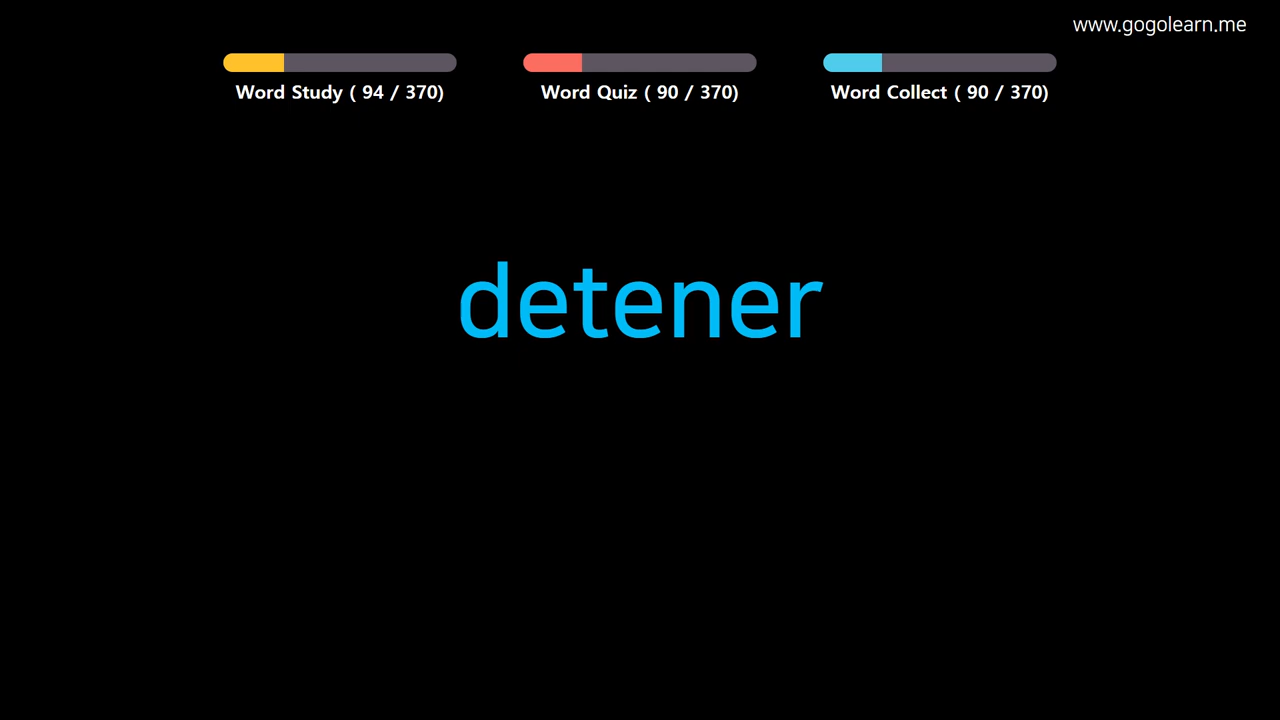 www.gogolearn.me
Word Study ( 94 / 370)
Word Quiz ( 90 / 370)
Word Collect ( 90 / 370)
detener